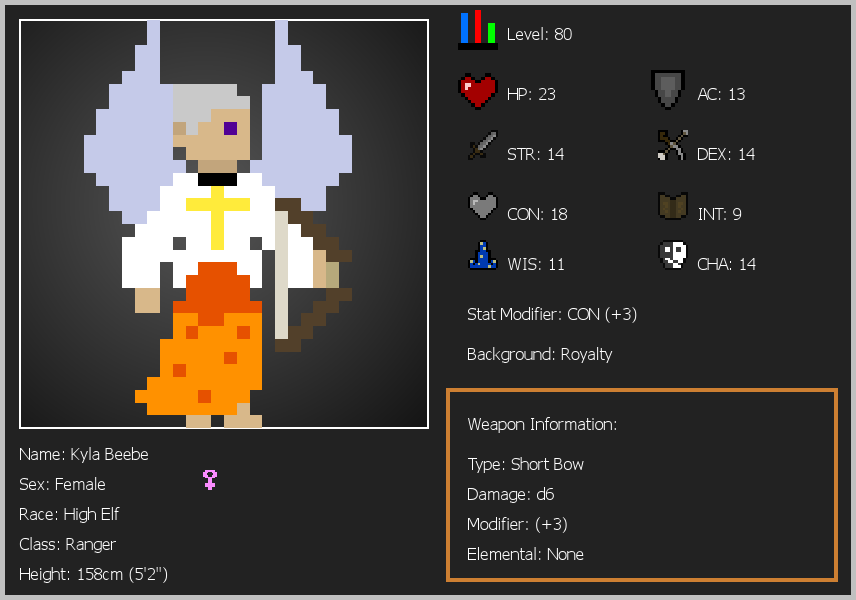 Level: 80
HP: 23
AC: 13
STR: 14
DEX: 14
CON: 18
INT: 9
WIS: 11
CHA: 14
Stat Modifier: CON (+3)
Background: Royalty
Weapon Information:
Type: Short Bow
Damage: d6
Modifier: (+3)
Elemental: None
Name: Kyla Beebe
Sex: Female
Race: High Elf
Class: Ranger
Height: 158cm (5'2")